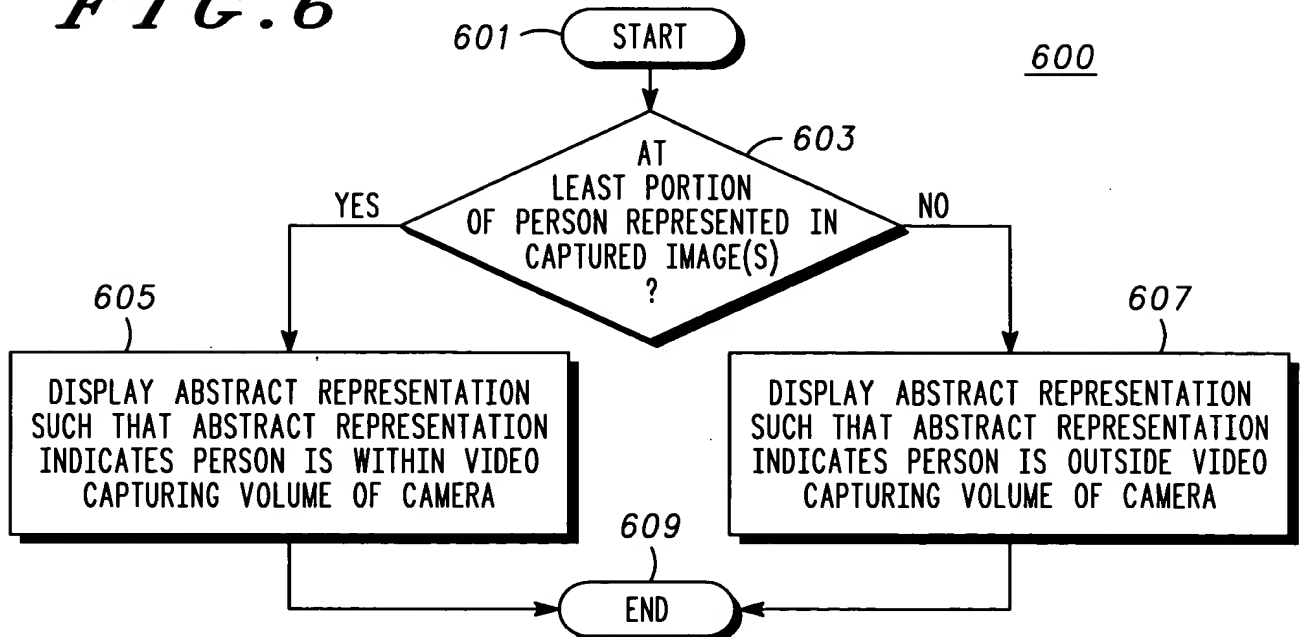 FIG.6
601
START
600
603
AT
LEAST PORTION
OF PERSON REPRESENTED IN
CAPTURED IMAGE(S)
?
YES
NO
605
607
DISPLAY ABSTRACT REPRESENTATION
SUCH THAT ABSTRACT REPRESENTATION
INDICATES PERSON IS WITHIN VIDEO
CAPTURING VOLUME OF CAMERA
DISPLAY ABSTRACT REPRESENTATION
SUCH THAT ABSTRACT REPRESENTATION
INDICATES PERSON IS OUTSIDE VIDEO
CAPTURING VOLUME OF CAMERA
609
END